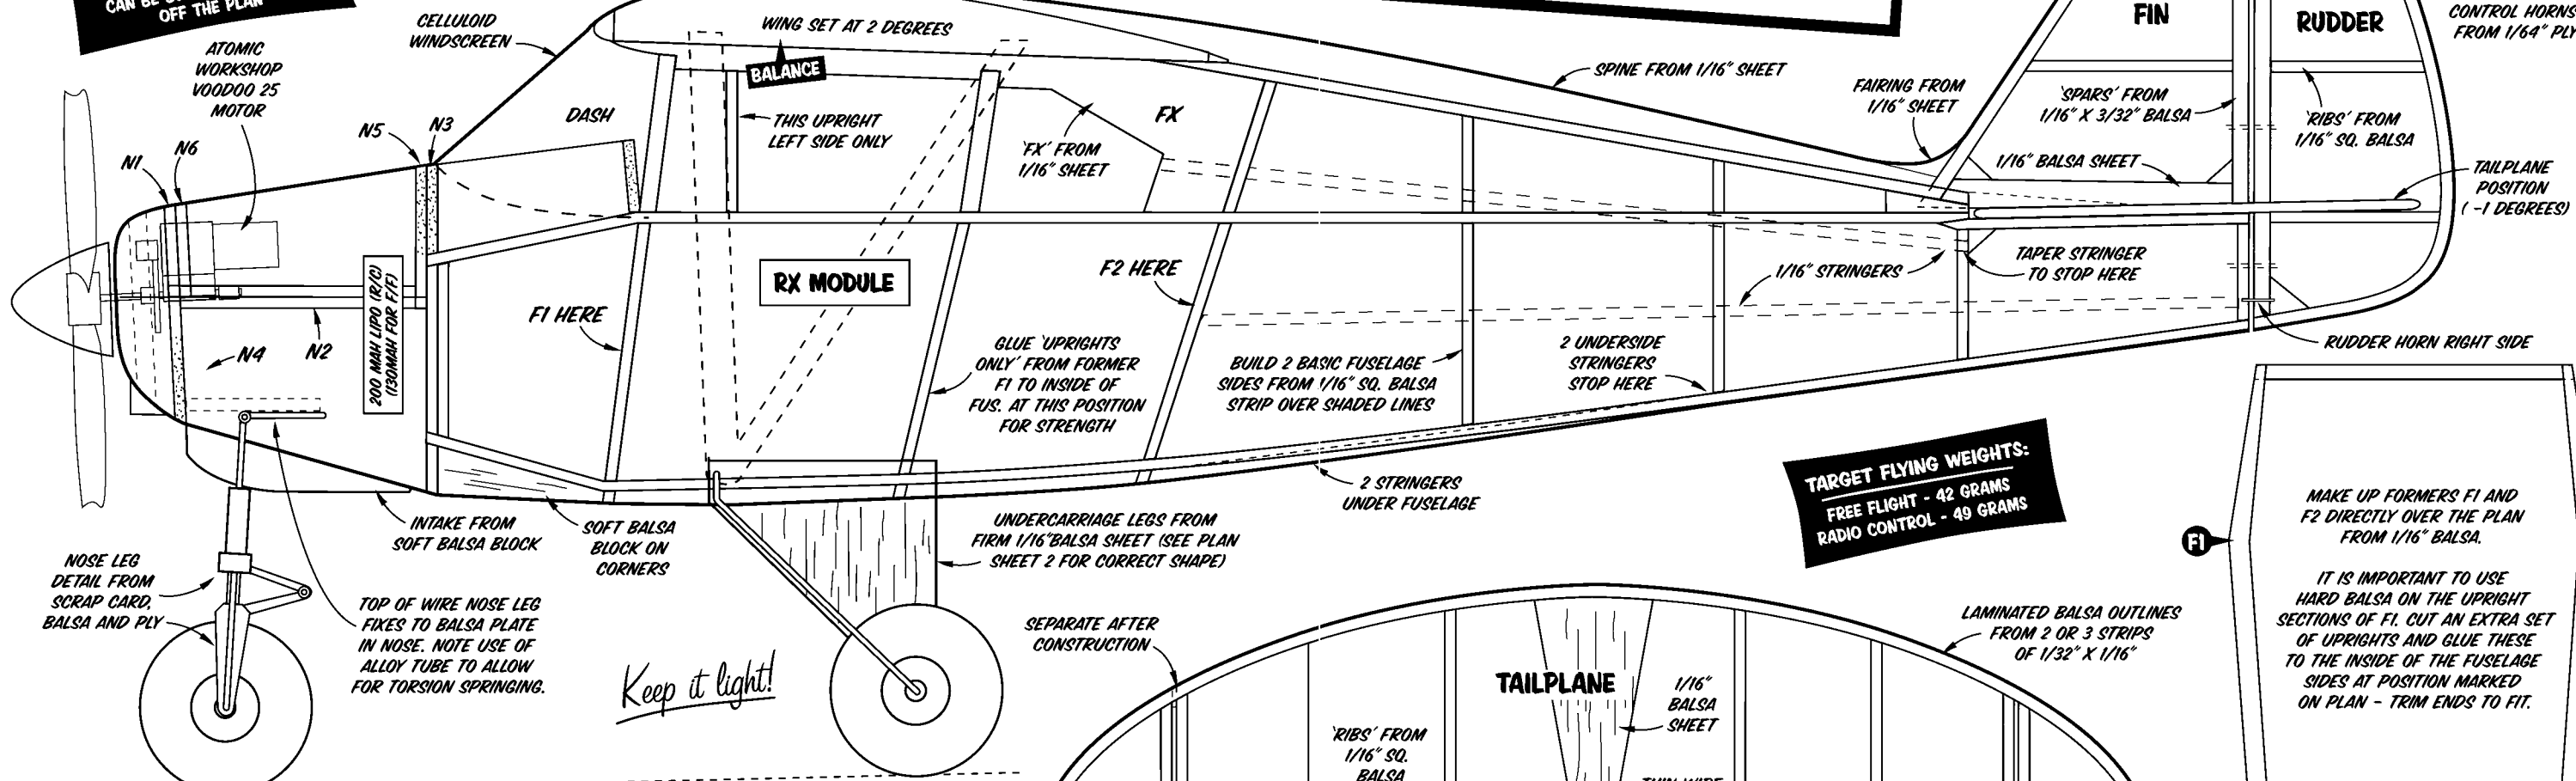 CAN BE
OFF THE PLAN
CELLULOID
WINDSCREEN
WING SET AT 2 DEGREES
BALANCE
ATOMIC
WORKSHOP
VOODOO 25
MOTOR
N1
N6
N5
N3
DASH
THIS UPRIGHT
LEFT SIDE ONLY
'FX' FROM
1/16" SHEET
FX
SPINE FROM 1/16" SHEET
FAIRING FROM
1/16" SHEET
FIN
RUDDER
CONTROL HORNS
FROM 1/64" PLY
'SPARS' FROM
1/16" X 3/32" BALSA
'RIBS' FROM
1/16" SQ. BALSA
1/16" BALSA SHEET
TAILPLANE
POSITION
( -1 DEGREES)
RX MODULE
F1 HERE
F2 HERE
1/16" STRINGERS
TAPER STRINGER
TO STOP HERE
RUDDER HORN RIGHT SIDE
200 MAH LIPO (R/C)
(130MAH FOR F/F)
N4
N2
GLUE 'UPRIGHTS
ONLY' FROM FORMER
F1 TO INSIDE OF
FUS. AT THIS POSITION
FOR STRENGTH
BUILD 2 BASIC FUSELAGE
SIDES FROM 1/16" SQ. BALSA
STRIP OVER SHADED LINES
2 UNDERSIDE
STRINGERS
STOP HERE
2 STRINGERS
UNDER FUSELAGE
TARGET FLYING WEIGHTS:
FREE FLIGHT - 42 GRAMS
RADIO CONTROL - 49 GRAMS
INTAKE FROM
SOFT BALSA BLOCK
SOFT BALSA
BLOCK ON
CORNERS
UNDERCARRIAGE LEGS FROM
FIRM 1/16"BALSA SHEET (SEE PLAN
SHEET 2 FOR CORRECT SHAPE)
NOSE LEG
DETAIL FROM
SCRAP CARD,
BALSA AND PLY
TOP OF WIRE NOSE LEG
FIXES TO BALSA PLATE
IN NOSE. NOTE USE OF
ALLOY TUBE TO ALLOW
FOR TORSION SPRINGING.
Keep it light!
SEPARATE AFTER
CONSTRUCTION
TAILPLANE
1/16"
BALSA
SHEET
'RIBS' FROM
1/16" SQ.
BALSA
LAMINATED BALSA OUTLINES
FROM 2 OR 3 STRIPS
OF 1/32" X 1/16"
F1
MAKE UP FORMERS F1 AND
F2 DIRECTLY OVER THE PLAN
FROM 1/16" BALSA.
IT IS IMPORTANT TO USE
HARD BALSA ON THE UPRIGHT
SECTIONS OF F1. CUT AN EXTRA SET
OF UPRIGHTS AND GLUE THESE
TO THE INSIDE OF THE FUSELAGE
SIDES AT POSITION MARKED
ON PLAN - TRIM ENDS TO FIT.